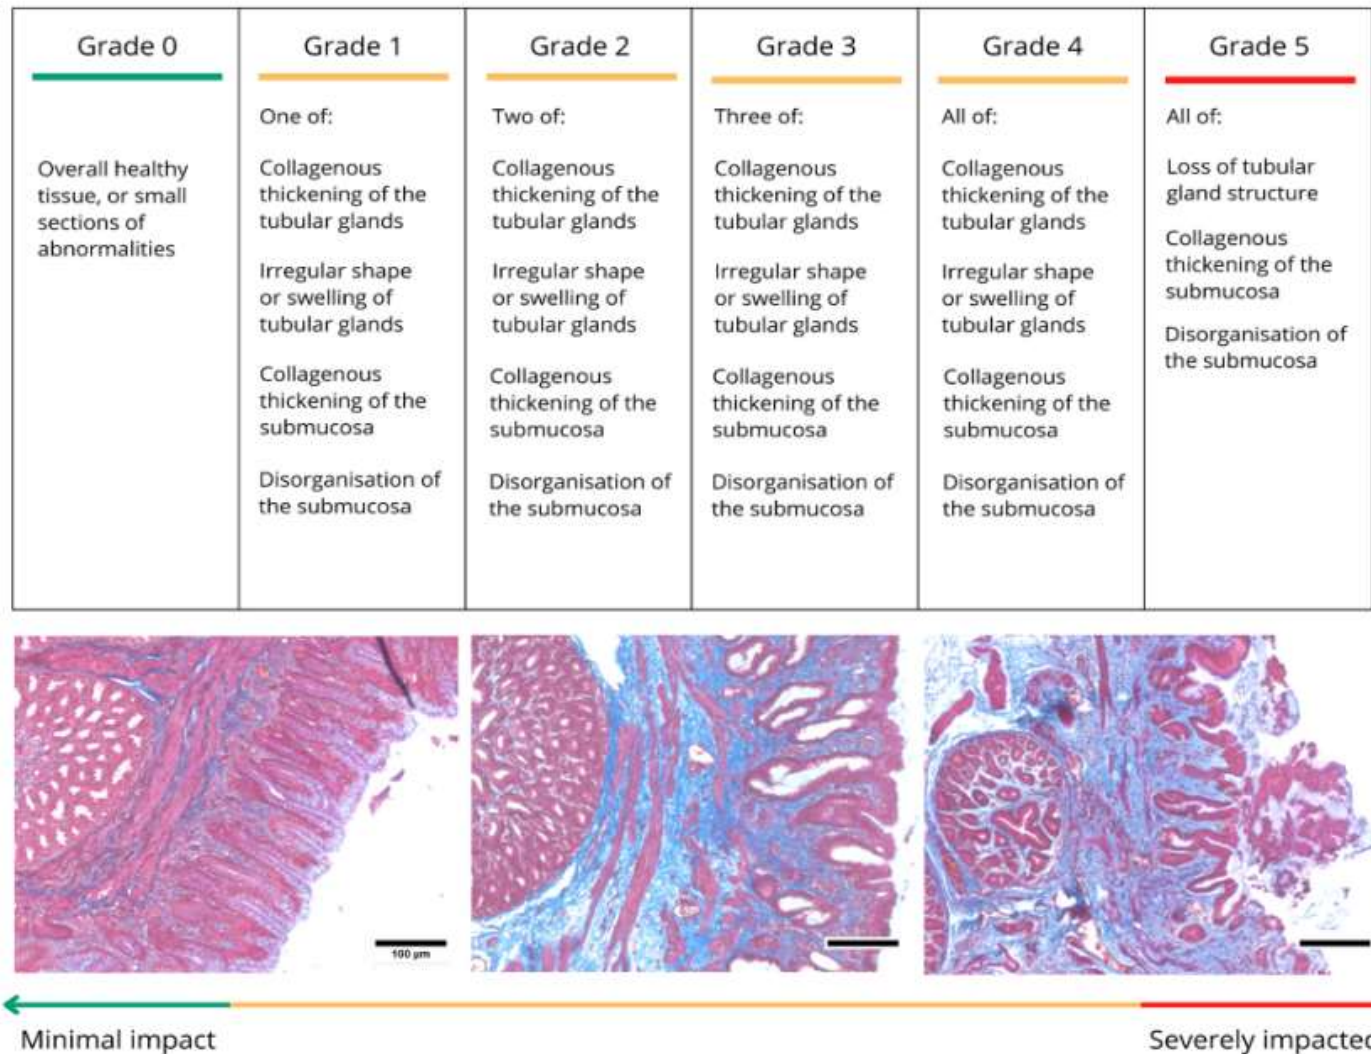 Grade 0
Overall healthy
tissue, or small
sections of
abnormalities
Grade 1
One of:
Collagenous
thickening of the
tubular glands
Irregular shape
or swelling of
tubular glands
Collagenous
thickening of the
submucosa
Disorganisation of
the submucosa
Grade 2
Two of:
Collagenous
thickening of the
tubular glands
Irregular shape
or swelling of
tubular glands
Collagenous
thickening of the
submucosa
Disorganisation of
the submucosa
Grade 3
Three of:
Collagenous
thickening of the
tubular glands
Irregular shape
or swelling of
tubular glands
Collagenous
thickening of the
submucosa
Disorganisation of
the submucosa
Grade 4
All of:
Collagenous
thickening of the
tubular glands
Irregular shape
or swelling of
tubular glands
Collagenous
thickening of the
submucosa
Disorganisation of
the submucosa
Grade 5
All of:
Loss of tubular
gland structure
Collagenous
thickening of the
submucosa
Disorganisation of
the submucosa
100 µm
Minimal impact
Severely impacted